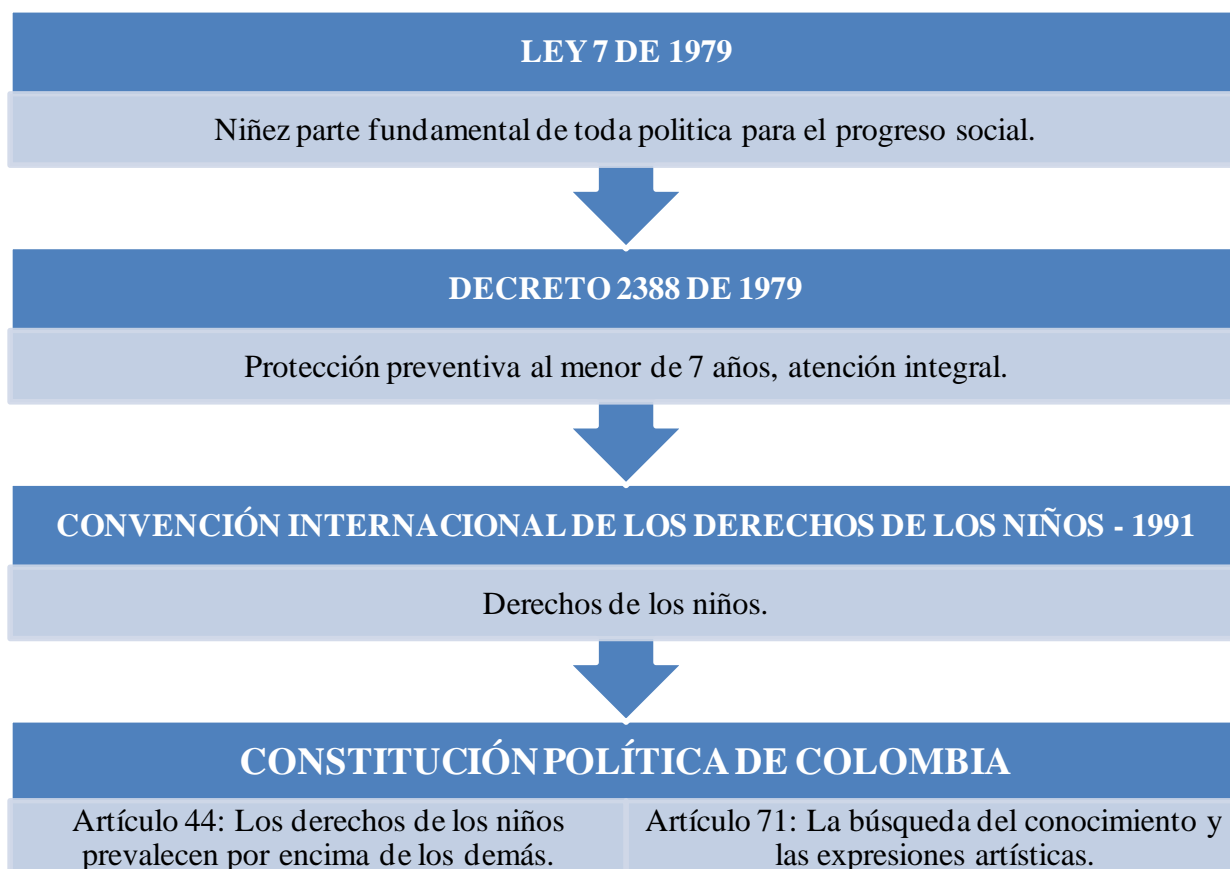 LEY 7 DE 1979
Niñez parte fundamental de toda politica para el progreso social.
DECRETO 2388 DE 1979
Protección preventiva al menor de 7 años, atención integral.
CONVENCIÓN INTERNACIONAL DE LOS DERECHOS DE LOS NIÑOS - 1991
Derechos de los niños.
CONSTITUCIÓN POLÍTICA DE COLOMBIA
Artículo 44: Los derechos de los niños
prevalecen por encima de los demás.
Artículo 71: La búsqueda del conocimiento y
las expresiones artísticas.